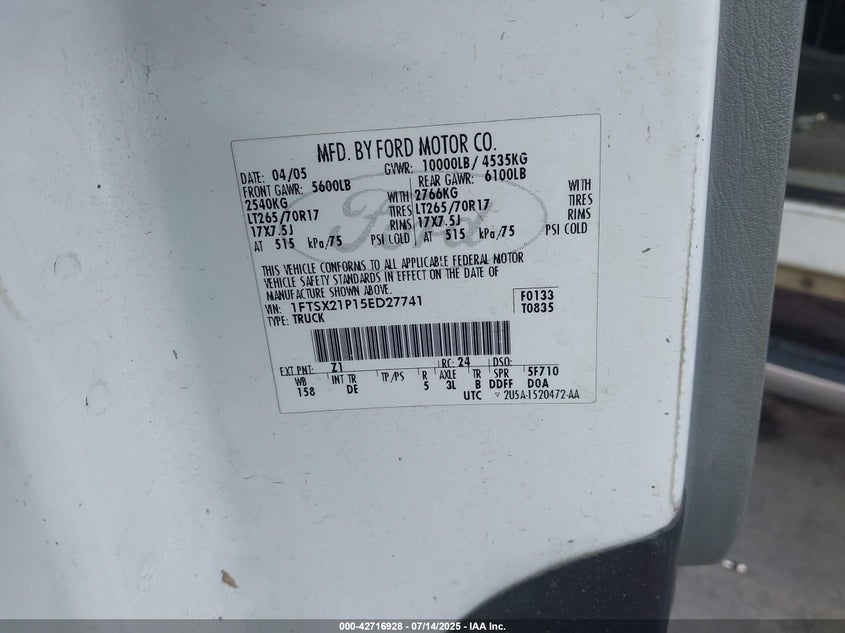 MFD. BY FORD MOTOR CO.
DATE: 04/05 GVWR: 10000LB / 4535KG
FRONT GAWR: 5600LB REAR GAWR: 6100LB
2540KG WITH 2766KG WITH
LT265/70R17 TIRES LT265/70R17 TIRES
17X7.5J RIMS 17X7.5J RIMS
AT 515 kPa/75 PSI COLD AT 515 kPa/75 PSI COLD
Ford
THIS VEHICLE CONFORMS TO ALL APPLICABLE FEDERAL MOTOR
VEHICLE SAFETY STANDARDS IN EFFECT ON THE DATE OF
MANUFACTURE SHOWN ABOVE.
VIN: 1FTSX21P15ED27741 F0133
TYPE: TRUCK T0835
EXT PNT: Z1 RC: 24 DSO:
WB INT TR TP/PS R AXLE TR SPR 5F710
158 DE 5 3L B DDFF D0A
UTC ▽ 2U5A-1520472-AA
000-42716928 - 07/14/2025 - IAA Inc.